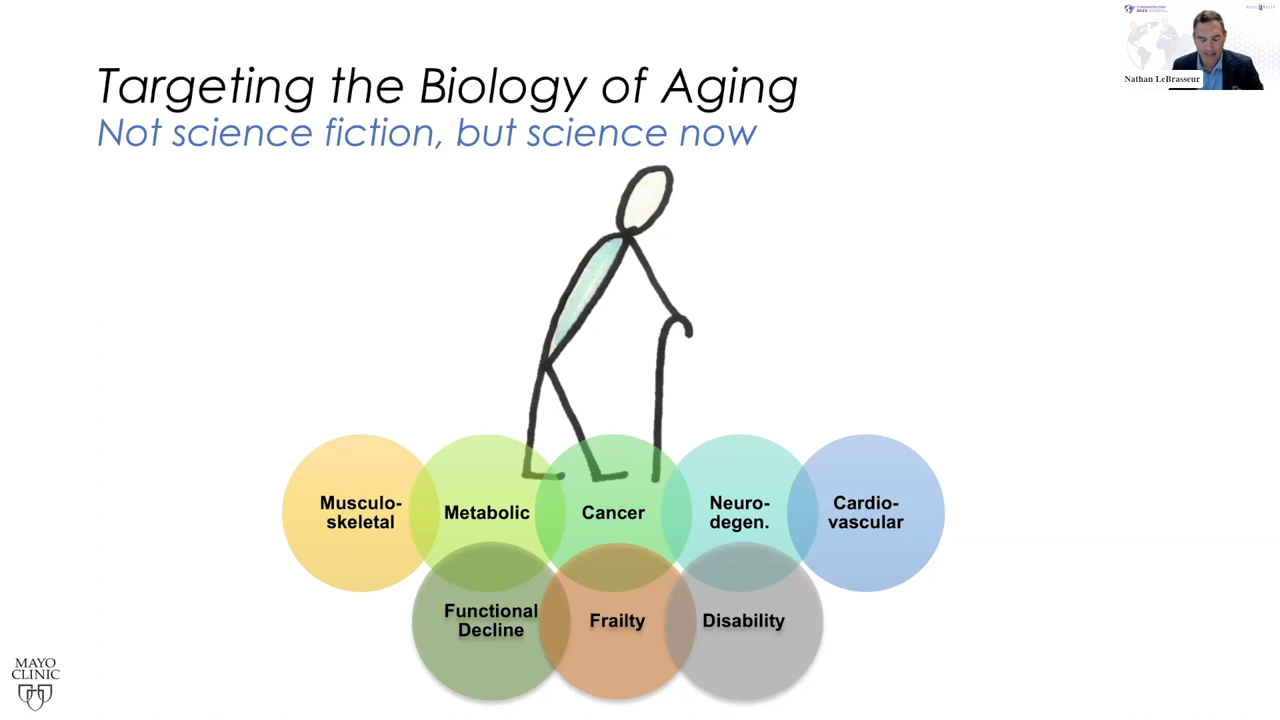 Targeting the Biology of Aging
Not science fiction, but science now
Nathan LeBrasseur
Musculo-
skeletal
Metabolic
Cancer
Neuro-
degen.
Cardio-
vascular
Functional
Decline
Frailty
Disability
MAYO
CLINIC